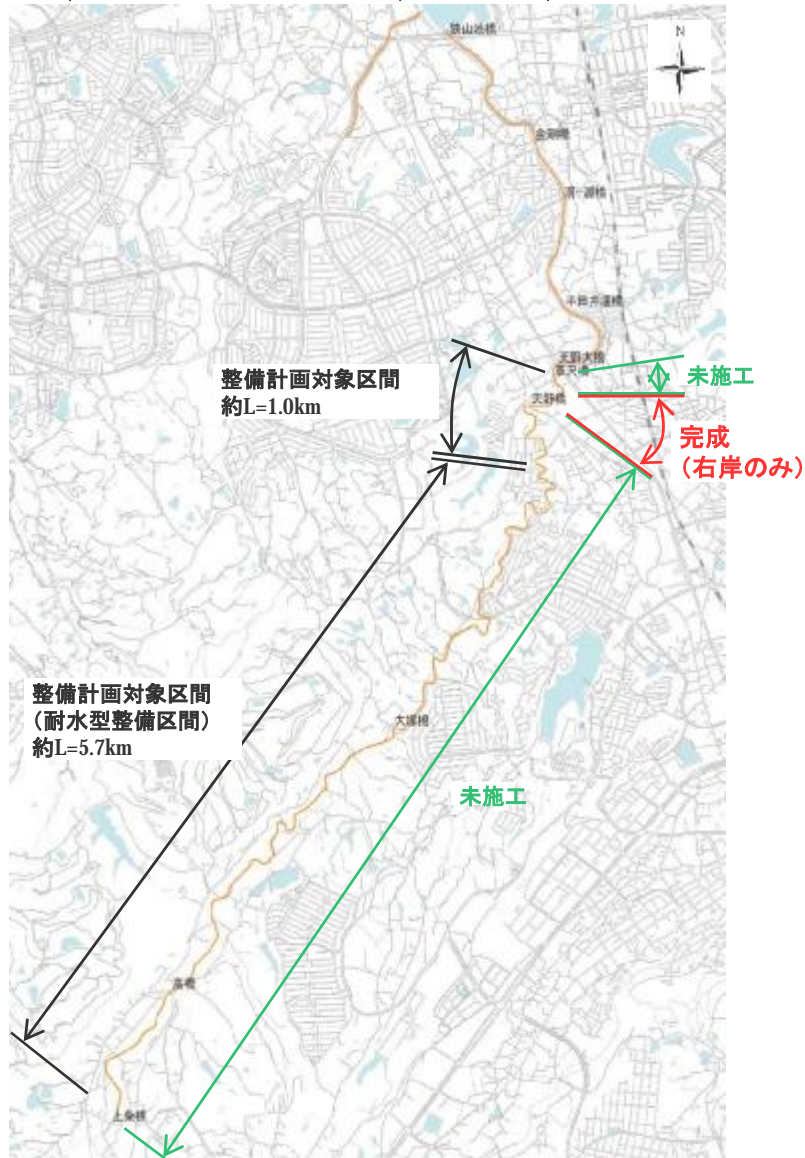 狭山池橋
N
金剛橋
天野大橋
天野橋
整備計画対象区間
約L=1.0km
未施工
完成
(右岸のみ)
整備計画対象区間
(耐水型整備区間)
約L=5.7km
大塚橋
未施工
高橋
上条橋